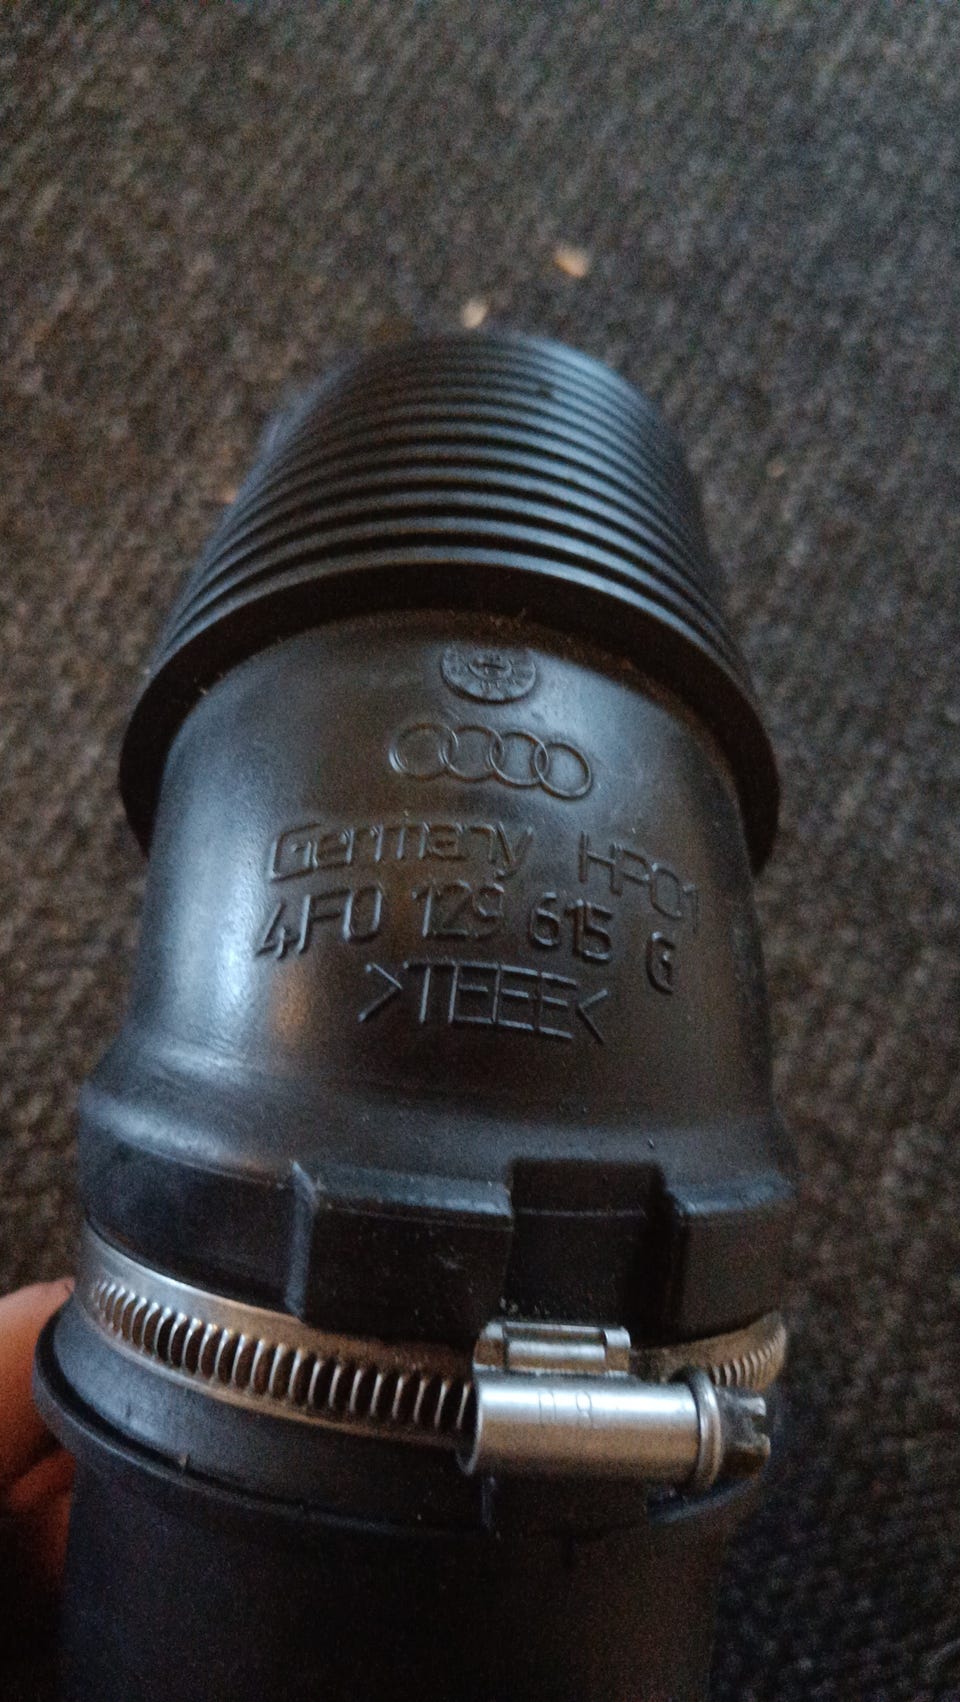 Germany HP01
4F0 129 615 G
>TEEE<